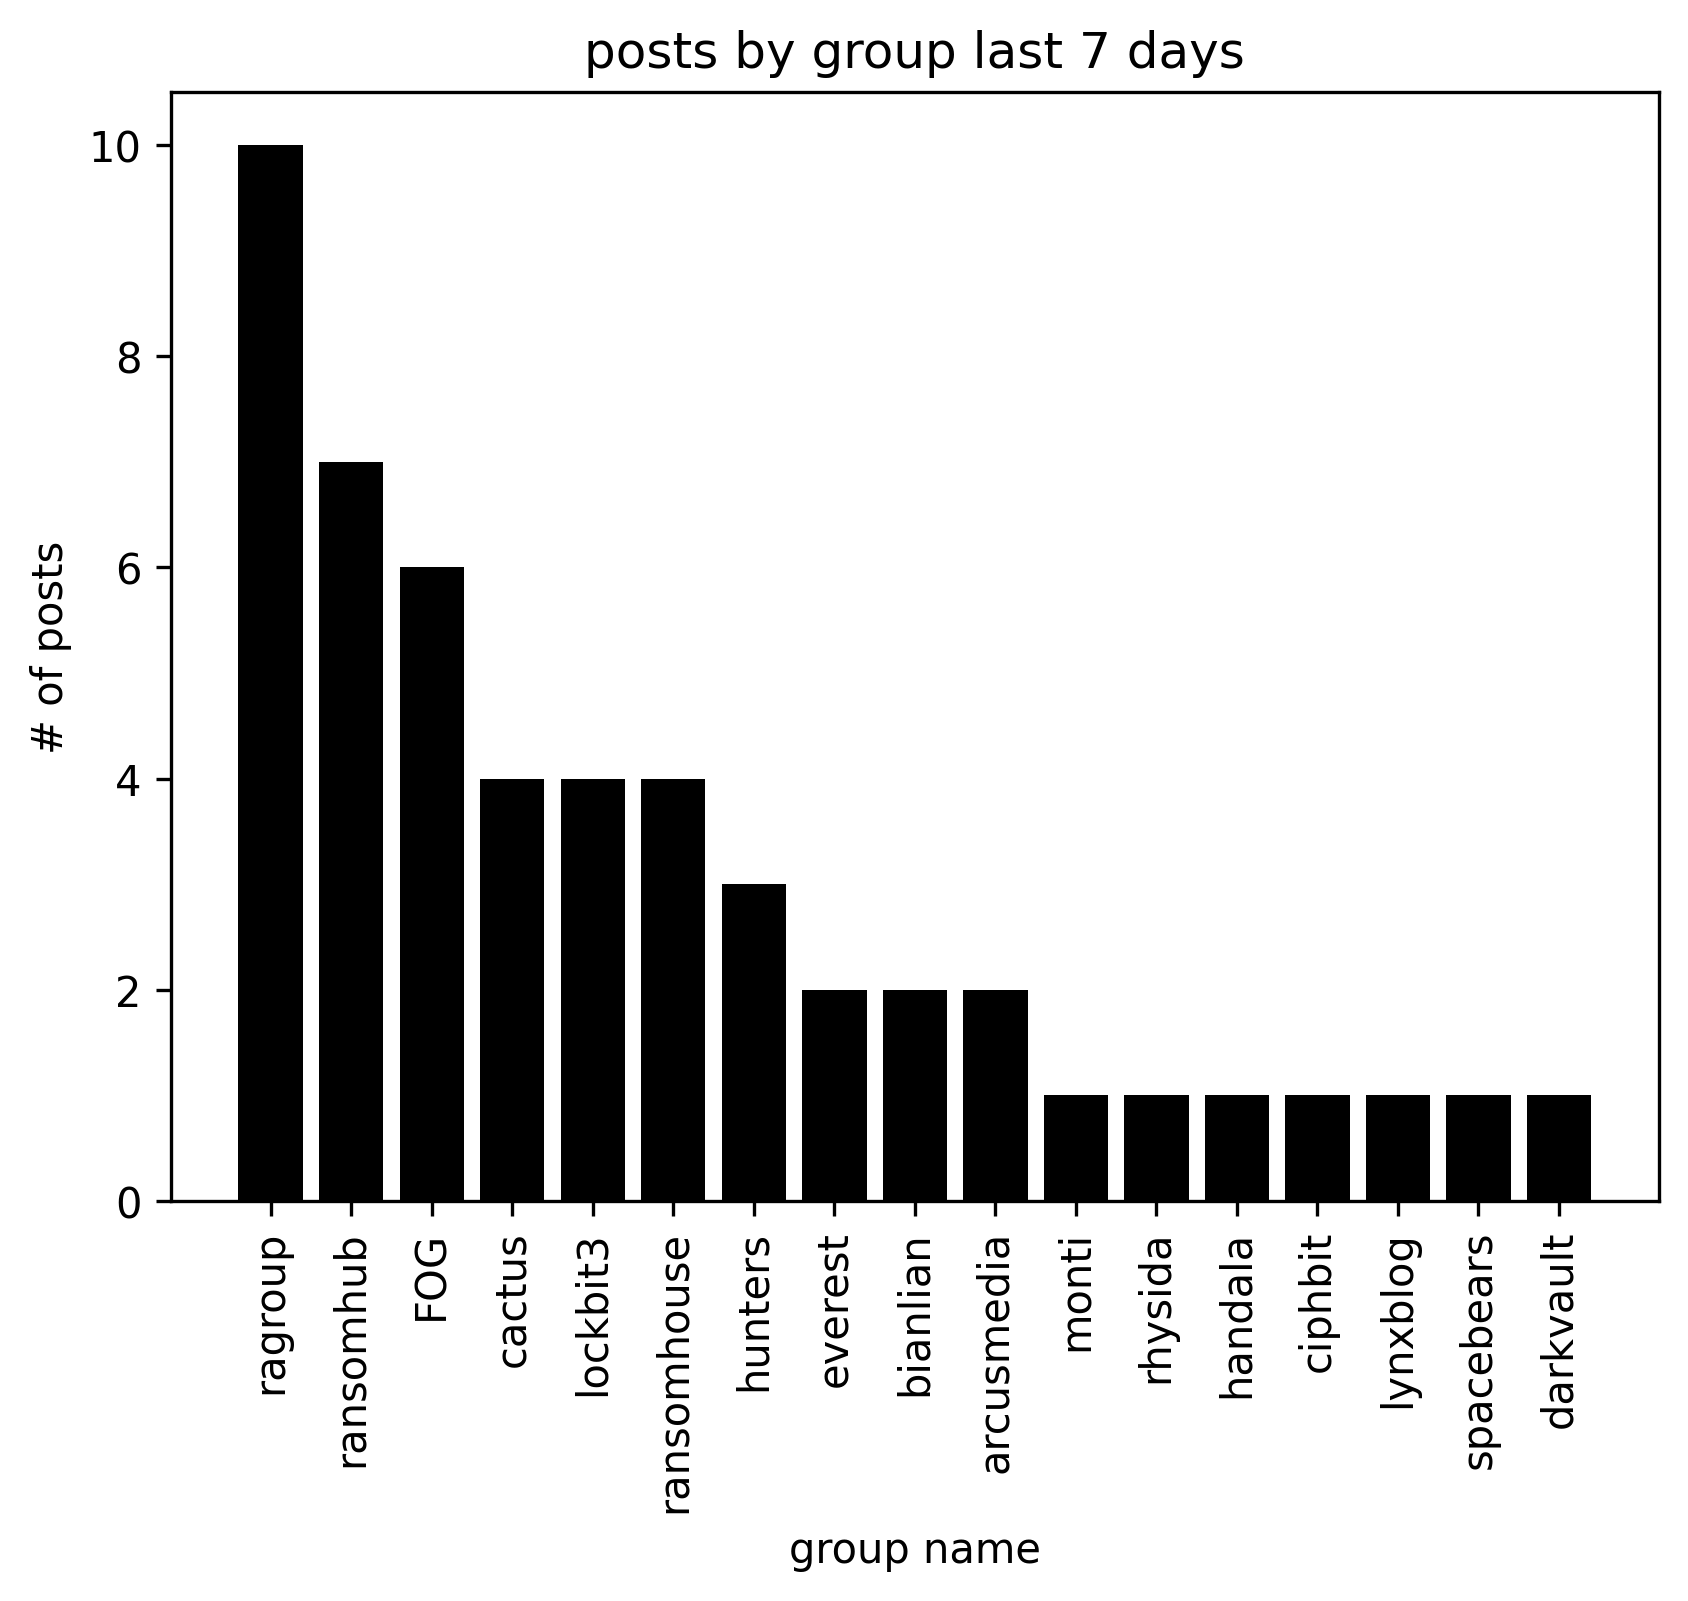 posts by group last 7 days
10
8
6
4
2
0
# of posts
ragroup
ransomhub
FOG
cactus
lockbit3
ransomhouse
hunters
everest
bianlian
arcusmedia
monti
rhysida
handala
ciphbit
lynxblog
spacebears
darkvault
group name